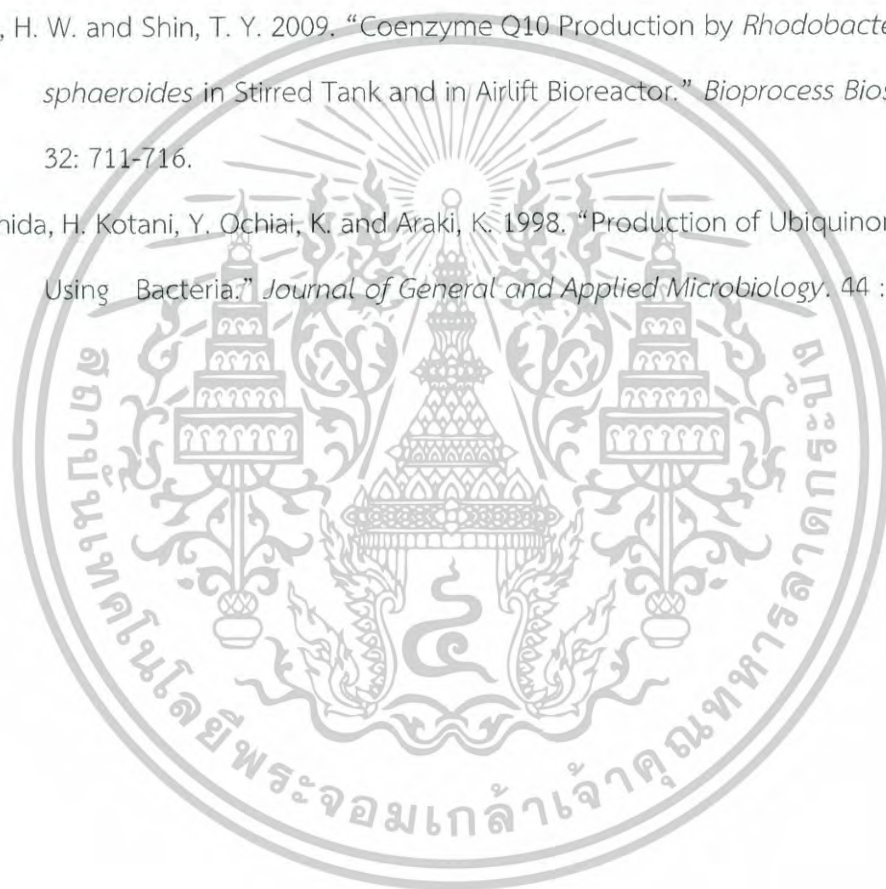 , H. W. and Shin, T. Y. 2009. “Coenzyme Q10 Production by Rhodobacte
sphaeroides in Stirred Tank and in Airlift Bioreactor.” Bioprocess Bios
32: 711-716.
hida, H. Kotani, Y. Ochiai, K. and Araki, K. 1998. “Production of Ubiquinor
Using Bacteria.” Journal of General and Applied Microbiology. 44 :
สถาบันเทคโนโลยีพระจอมเกล้าเจ้าคุณทหารลาดกระบัง
๔